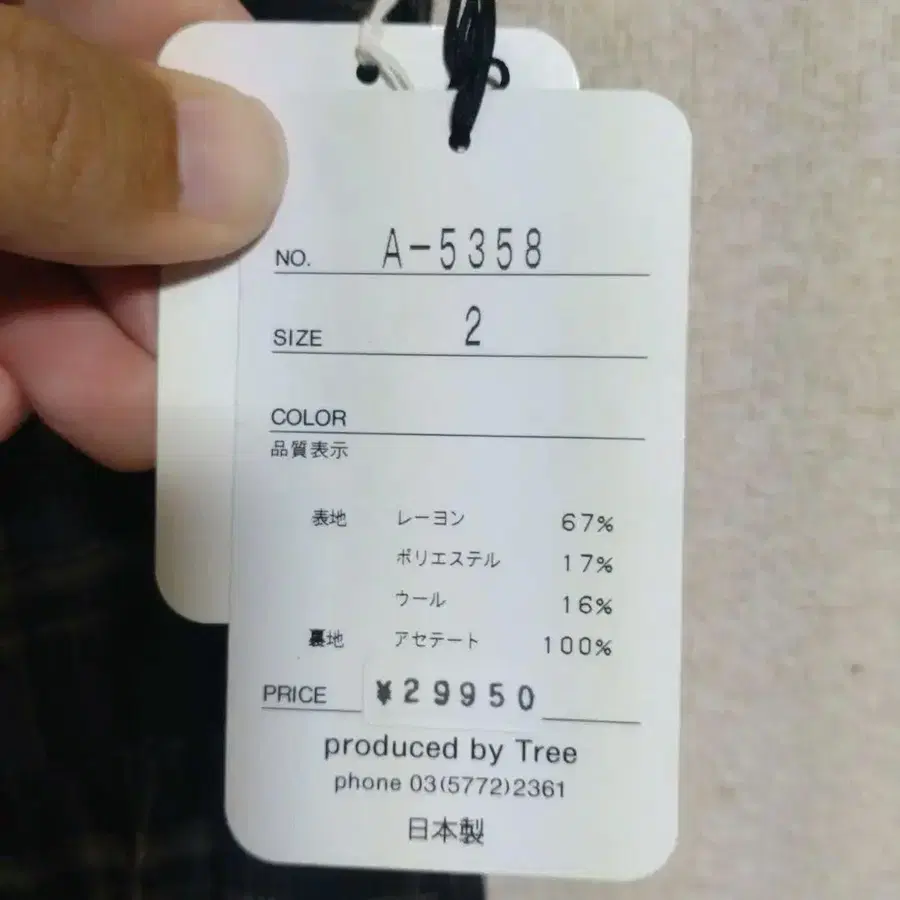 NO. A-5358
SIZE 2
COLOR
品質表示
表地 レーヨン 67%
ポリエステル 17%
ウール 16%
裏地 アセテート 100%
PRICE ¥29950
produced by Tree
phone 03(5772)2361
日本製